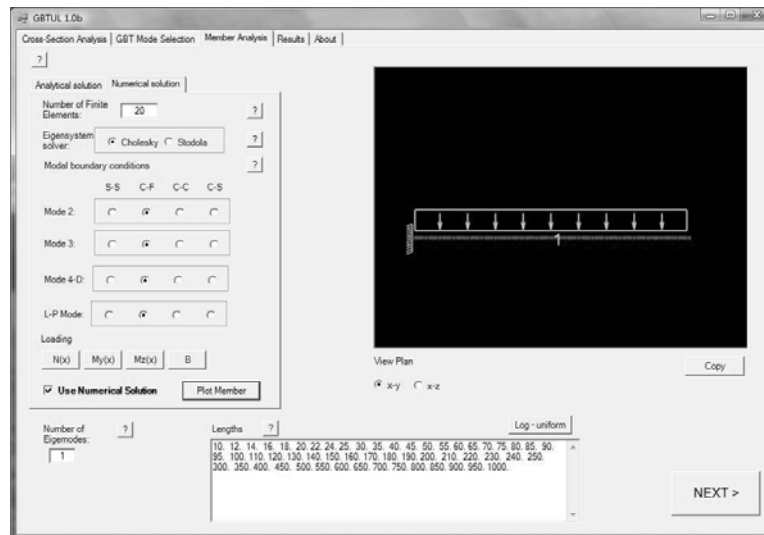 GBTUL 1.0b
Cross-Section Analysis GBT Mode Selection Member Analysis Results About
?
Analytical solution Numerical solution
Number of Finite Elements: 20 ?
Eigensystem solver: Cholesky Stodola ?
Modal boundary conditions ?
S-S C-F C-C C-S
Mode 2:
Mode 3:
Mode 4-D:
L-P Mode:
Loading
N(x) My(x) Mz(x) B
Use Numerical Solution Plot Member
1
View Plan Copy
x-y x-z
Number of Eigenmodes: ? 1
Lengths ? Log - uniform
10. 12. 14. 16. 18. 20. 22. 24. 25. 30. 35. 40. 45. 50. 55. 60. 65. 70. 75. 80. 85. 90.
95. 100. 110. 120. 130. 140. 150. 160. 170. 180. 190. 200. 210. 220. 230. 240. 250.
300. 350. 400. 450. 500. 550. 600. 650. 700. 750. 800. 850. 900. 950. 1000.
NEXT >